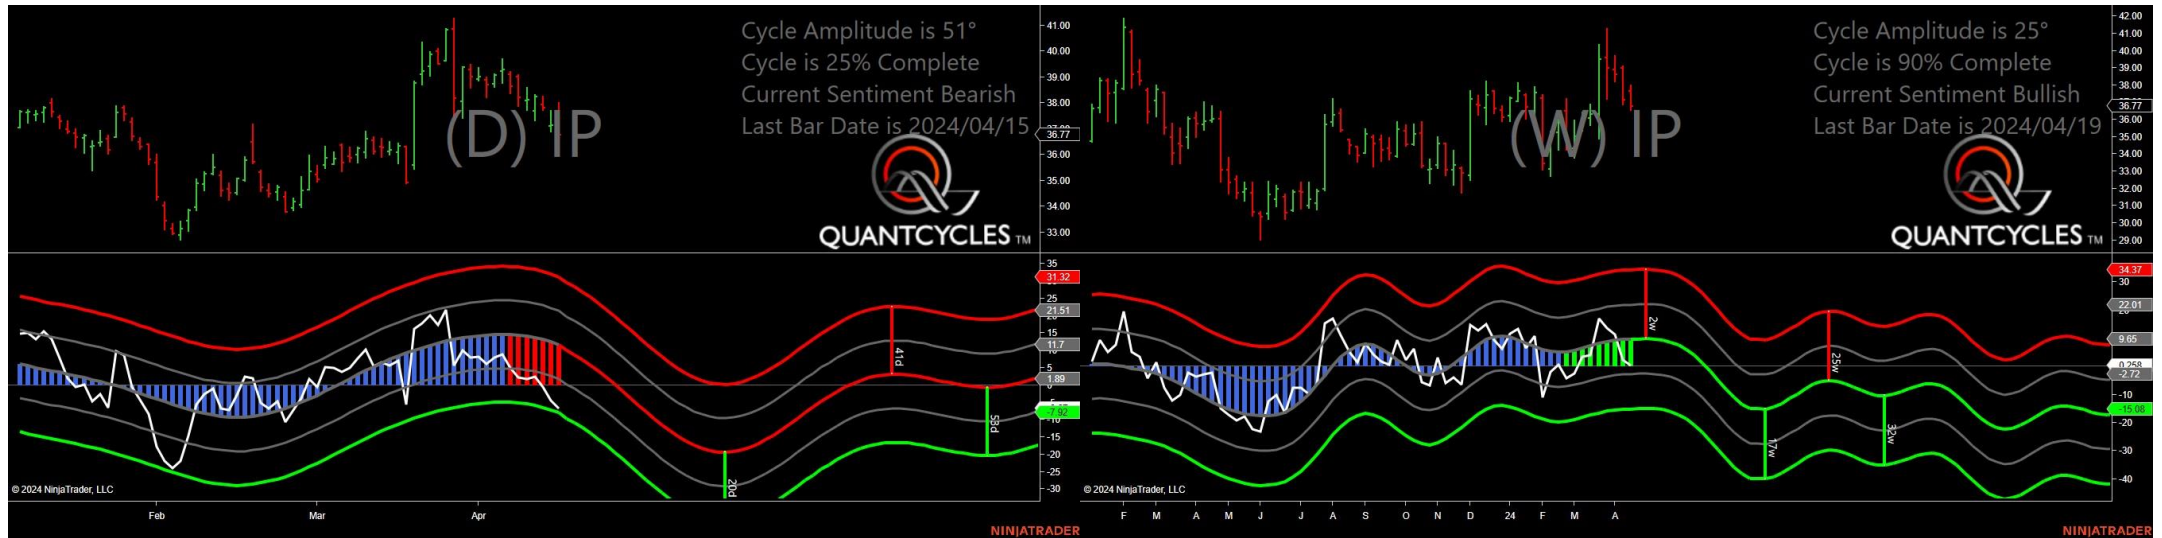 Cycle Amplitude is 51°
Cycle is 25% Complete
Current Sentiment Bearish
Last Bar Date is 2024/04/15
(D) IP
QUANTCYCLES TM
41.00
40.00
39.00
38.00
37.00
36.77
36.00
35.00
34.00
33.00
35
31.32
25
21.51
15
11.7
5
1.89
-7.92
-10
-15
-20
-25
-30
41d
53d
20d
© 2024 NinjaTrader, LLC
Feb Mar Apr
NINJATRADER
Cycle Amplitude is 25°
Cycle is 90% Complete
Current Sentiment Bullish
Last Bar Date is 2024/04/19
(W) IP
QUANTCYCLES TM
42.00
41.00
40.00
39.00
38.00
36.77
36.00
35.00
34.00
33.00
32.00
31.00
30.00
29.00
34.37
30
22.01
9.65
0.258
-2.72
-10
-15.08
-20
-30
-40
2w
25w
17w
32w
© 2024 NinjaTrader, LLC
F M A M J J A S O N D 24 F M A
NINJATRADER